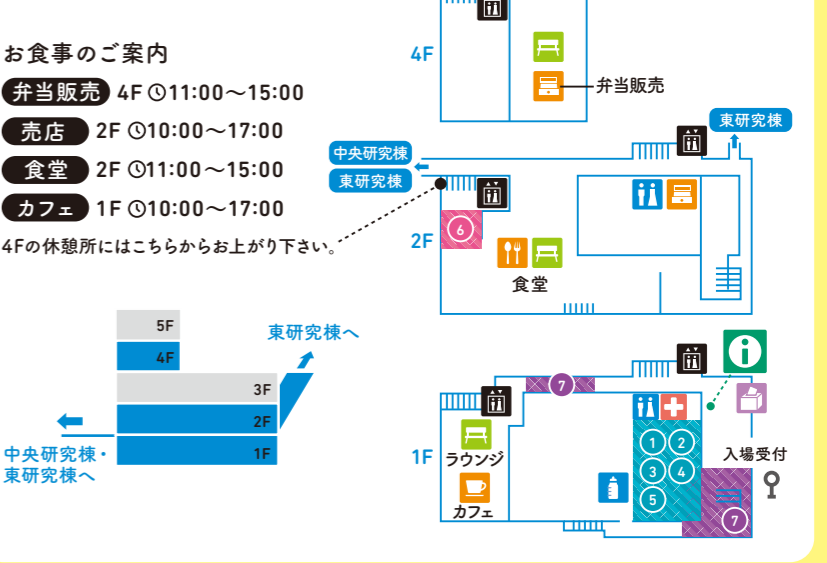 お食事のご案内
弁当販売 4F 11:00〜15:00
売店 2F 10:00〜17:00
食堂 2F 11:00〜15:00
カフェ 1F 10:00〜17:00
4Fの休憩所にはこちらからお上がり下さい。
5F
4F
3F
2F
1F
東研究棟へ
中央研究棟・
東研究棟へ
4F
弁当販売
東研究棟
中央研究棟
東研究棟
2F
6
食堂
7
1F
ラウンジ
カフェ
1 2
3 4
5
入場受付
7